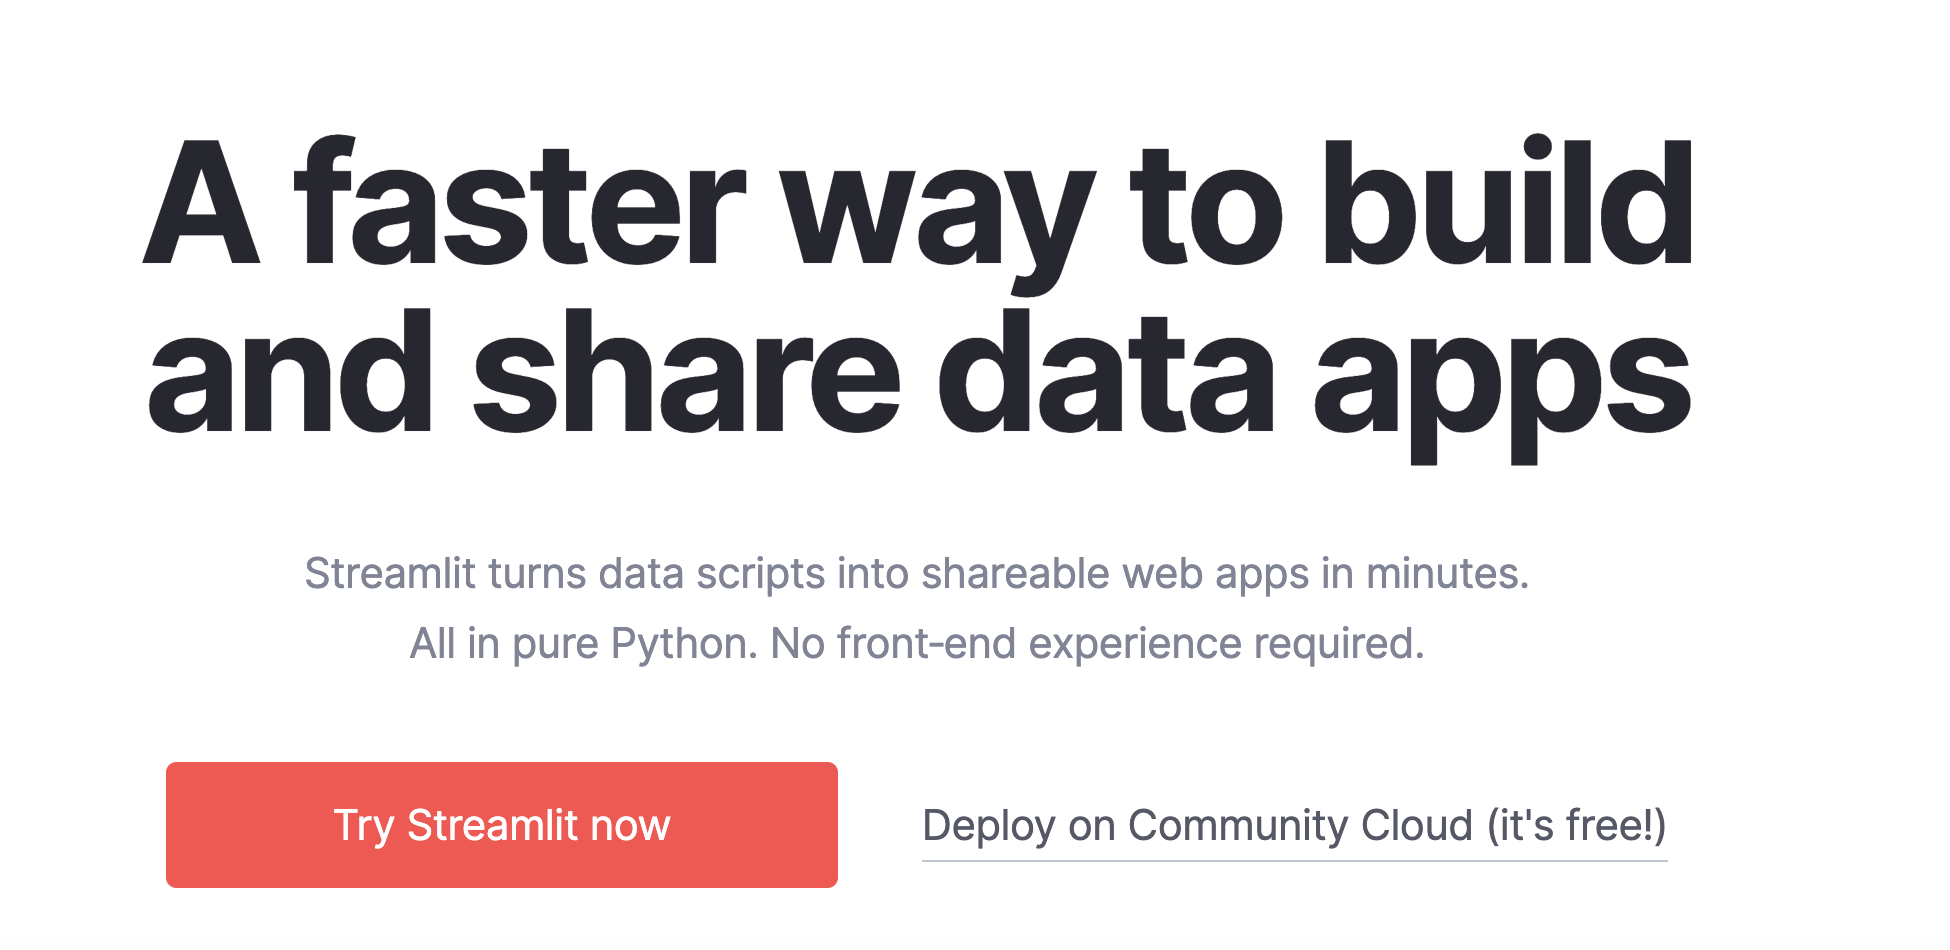 A faster way to build
and share data apps
Streamlit turns data scripts into shareable web apps in minutes.
All in pure Python. No front-end experience required.
Try Streamlit now
Deploy on Community Cloud (it's free!)